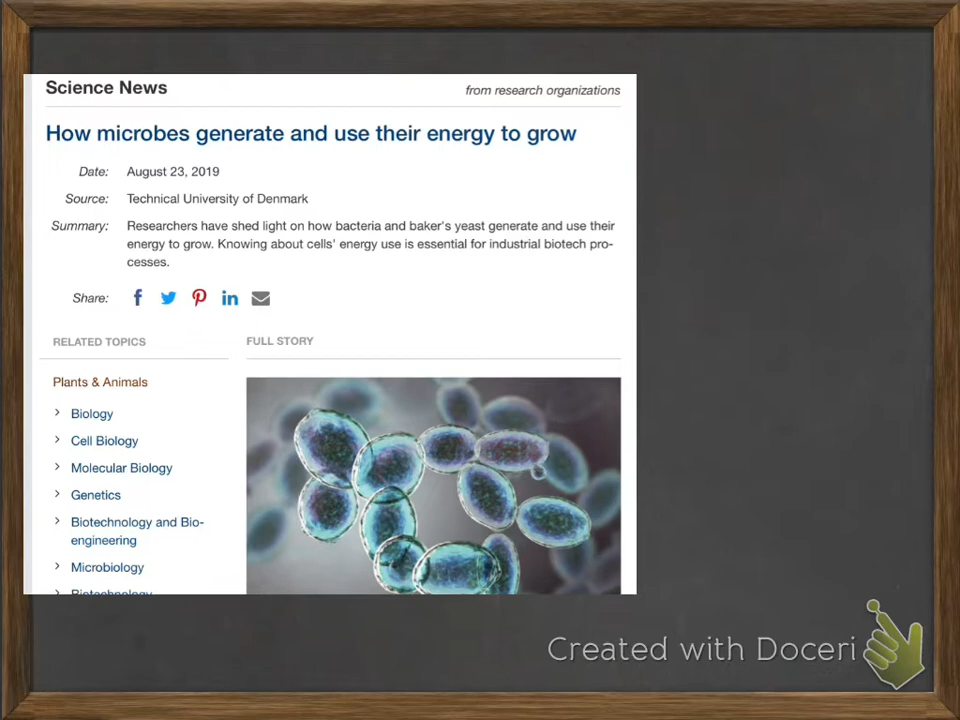 Science News
from research organizations
How microbes generate and use their energy to grow
Date: August 23, 2019
Source: Technical University of Denmark
Summary: Researchers have shed light on how bacteria and baker's yeast generate and use their
energy to grow. Knowing about cells' energy use is essential for industrial biotech pro-
cesses.
Share:
RELATED TOPICS
Plants & Animals
Biology
Cell Biology
Molecular Biology
Genetics
Biotechnology and Bio-
engineering
Microbiology
Biotechnology
FULL STORY
Created with Doceri